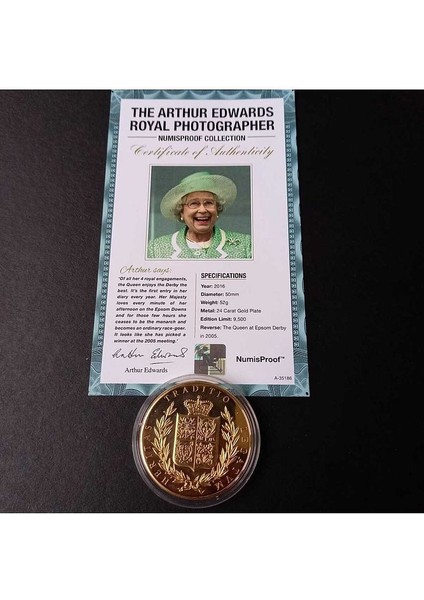 THE ARTHUR EDWARDS
ROYAL PHOTOGRAPHER
NUMISPROOF COLLECTION
Certificate of Authenticity
Arthur says:
'Of all her 4 royal engagements,
the Queen enjoys the Derby the
best. It's the first entry in her
diary every year. Her Majesty
loves every minute of her
afternoon on the Epsom Downs
and for those few hours she
ceases to be the monarch and
becomes an ordinary race-goer.
It looks like she has picked a
winner at the 2005 meeting.'
Arthur Edwards
Arthur Edwards
SPECIFICATIONS
Year: 2016
Diameter: 50mm
Weight: 52g
Metal: 24 Carat Gold Plate
Edition Limit: 9,500
Reverse: The Queen at Epsom Derby
in 2005.
NumisProof™
A-35186
TRADITIO